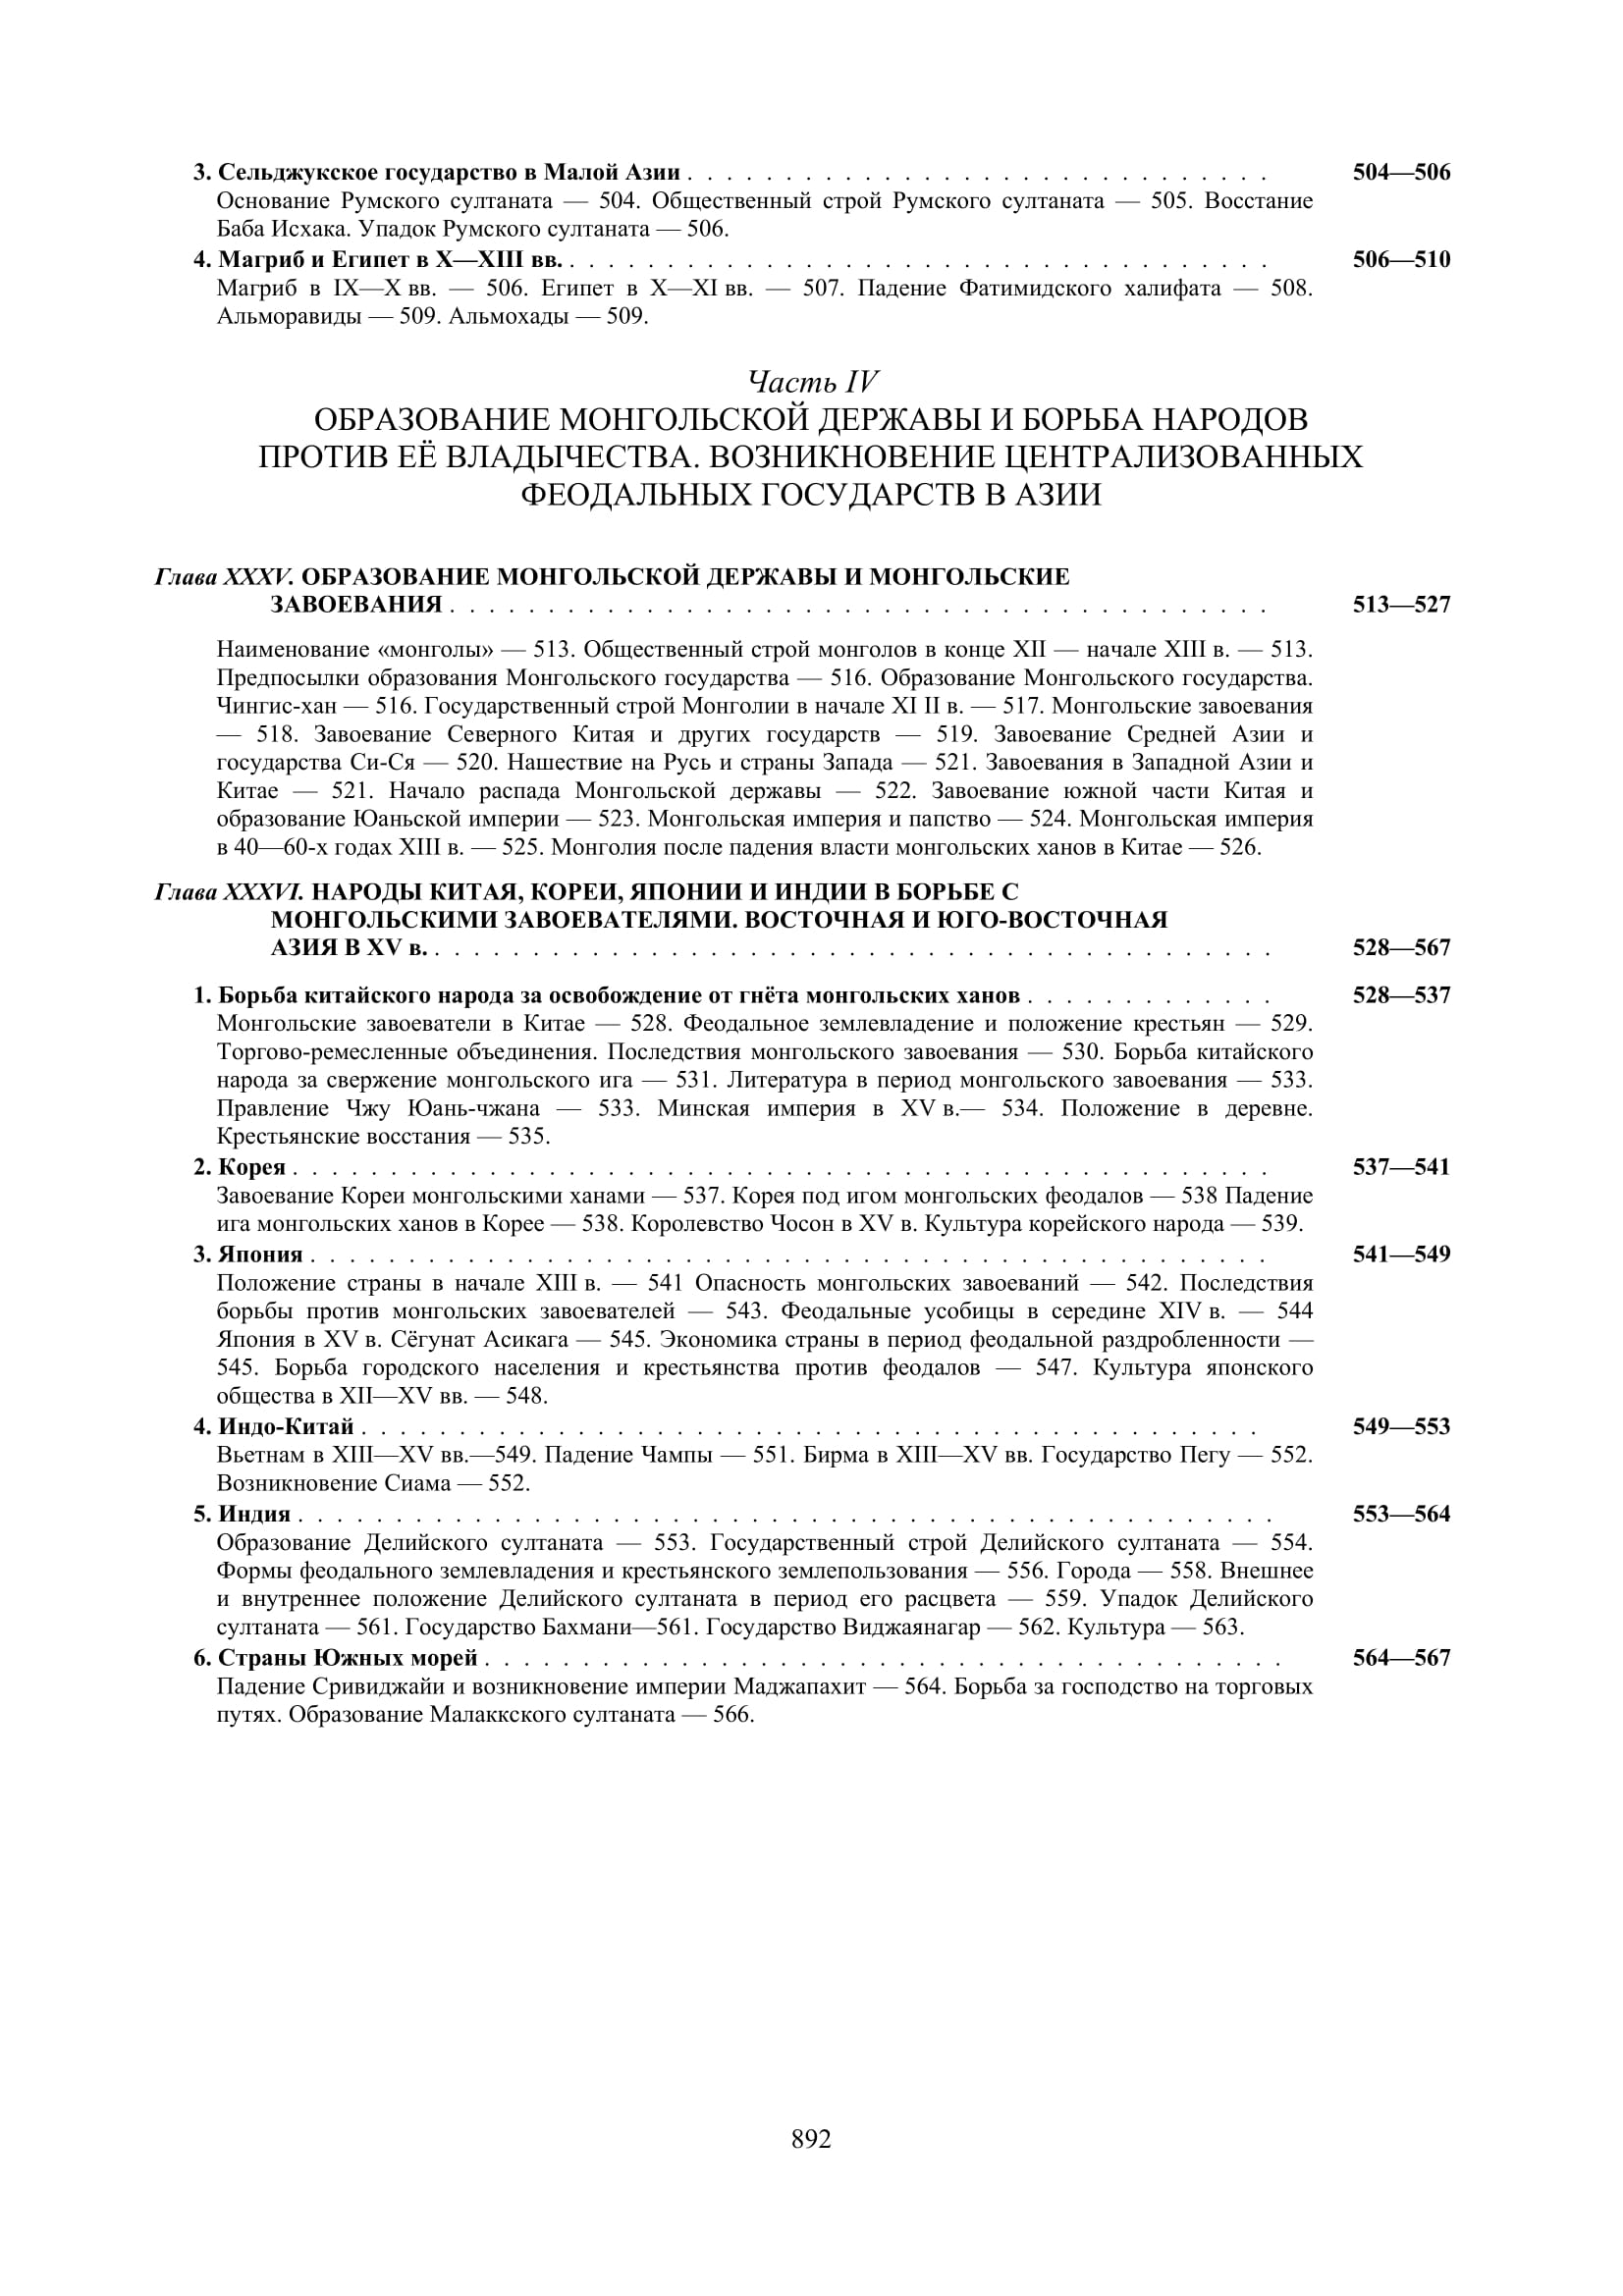 3. Сельджукское государство в Малой Азии . . . . . . . . . . . . . . . . . . . . . . . . . . . . . . 504—506
Основание Румского султаната — 504. Общественный строй Румского султаната — 505. Восстание
Баба Исхака. Упадок Румского султаната — 506.
4. Магриб и Египет в X—XIII вв. . . . . . . . . . . . . . . . . . . . . . . . . . . . . . . . . . . . . 506—510
Магриб в IX—X вв. — 506. Египет в X—XI вв. — 507. Падение Фатимидского халифата — 508.
Альморавиды — 509. Альмохады — 509.
Часть IV
ОБРАЗОВАНИЕ МОНГОЛЬСКОЙ ДЕРЖАВЫ И БОРЬБА НАРОДОВ
ПРОТИВ ЕЁ ВЛАДЫЧЕСТВА. ВОЗНИКНОВЕНИЕ ЦЕНТРАЛИЗОВАННЫХ
ФЕОДАЛЬНЫХ ГОСУДАРСТВ В АЗИИ
Глава XXXV. ОБРАЗОВАНИЕ МОНГОЛЬСКОЙ ДЕРЖАВЫ И МОНГОЛЬСКИЕ
ЗАВОЕВАНИЯ . . . . . . . . . . . . . . . . . . . . . . . . . . . . . . . . . . . . . . . . . . 513—527
Наименование «монголы» — 513. Общественный строй монголов в конце XII — начале XIII в. — 513.
Предпосылки образования Монгольского государства — 516. Образование Монгольского государства.
Чингис-хан — 516. Государственный строй Монголии в начале XI II в. — 517. Монгольские завоевания
— 518. Завоевание Северного Китая и других государств — 519. Завоевание Средней Азии и
государства Си-Ся — 520. Нашествие на Русь и страны Запада — 521. Завоевания в Западной Азии и
Китае — 521. Начало распада Монгольской державы — 522. Завоевание южной части Китая и
образование Юаньской империи — 523. Монгольская империя и папство — 524. Монгольская империя
в 40—60-х годах XIII в. — 525. Монголия после падения власти монгольских ханов в Китае — 526.
Глава XXXVI. НАРОДЫ КИТАЯ, КОРЕИ, ЯПОНИИ И ИНДИИ В БОРЬБЕ С
МОНГОЛЬСКИМИ ЗАВОЕВАТЕЛЯМИ. ВОСТОЧНАЯ И ЮГО-ВОСТОЧНАЯ
АЗИЯ В XV в. . . . . . . . . . . . . . . . . . . . . . . . . . . . . . . . . . . . . . . . . . . . 528—567
1. Борьба китайского народа за освобождение от гнёта монгольских ханов . . . . . . . . . . . . . 528—537
Монгольские завоеватели в Китае — 528. Феодальное землевладение и положение крестьян — 529.
Торгово-ремесленные объединения. Последствия монгольского завоевания — 530. Борьба китайского
народа за свержение монгольского ига — 531. Литература в период монгольского завоевания — 533.
Правление Чжу Юань-чжана — 533. Минская империя в XV в.— 534. Положение в деревне.
Крестьянские восстания — 535.
2. Корея . . . . . . . . . . . . . . . . . . . . . . . . . . . . . . . . . . . . . . . . . . . . . . . . . . 537—541
Завоевание Кореи монгольскими ханами — 537. Корея под игом монгольских феодалов — 538 Падение
ига монгольских ханов в Корее — 538. Королевство Чосон в XV в. Культура корейского народа — 539.
3. Япония . . . . . . . . . . . . . . . . . . . . . . . . . . . . . . . . . . . . . . . . . . . . . . . . . 541—549
Положение страны в начале XIII в. — 541 Опасность монгольских завоеваний — 542. Последствия
борьбы против монгольских завоевателей — 543. Феодальные усобицы в середине XIV в. — 544
Япония в XV в. Сёгунат Асикага — 545. Экономика страны в период феодальной раздробленности —
545. Борьба городского населения и крестьянства против феодалов — 547. Культура японского
общества в XII—XV вв. — 548.
4. Индо-Китай . . . . . . . . . . . . . . . . . . . . . . . . . . . . . . . . . . . . . . . . . . . . . . 549—553
Вьетнам в XIII—XV вв.—549. Падение Чампы — 551. Бирма в XIII—XV вв. Государство Пегу — 552.
Возникновение Сиама — 552.
5. Индия . . . . . . . . . . . . . . . . . . . . . . . . . . . . . . . . . . . . . . . . . . . . . . . . . . 553—564
Образование Делийского султаната — 553. Государственный строй Делийского султаната — 554.
Формы феодального землевладения и крестьянского землепользования — 556. Города — 558. Внешнее
и внутреннее положение Делийского султаната в период его расцвета — 559. Упадок Делийского
султаната — 561. Государство Бахмани—561. Государство Виджаянагар — 562. Культура — 563.
6. Страны Южных морей . . . . . . . . . . . . . . . . . . . . . . . . . . . . . . . . . . . . . . . . . 564—567
Падение Сривиджайи и возникновение империи Маджапахит — 564. Борьба за господство на торговых
путях. Образование Малаккского султаната — 566.
892